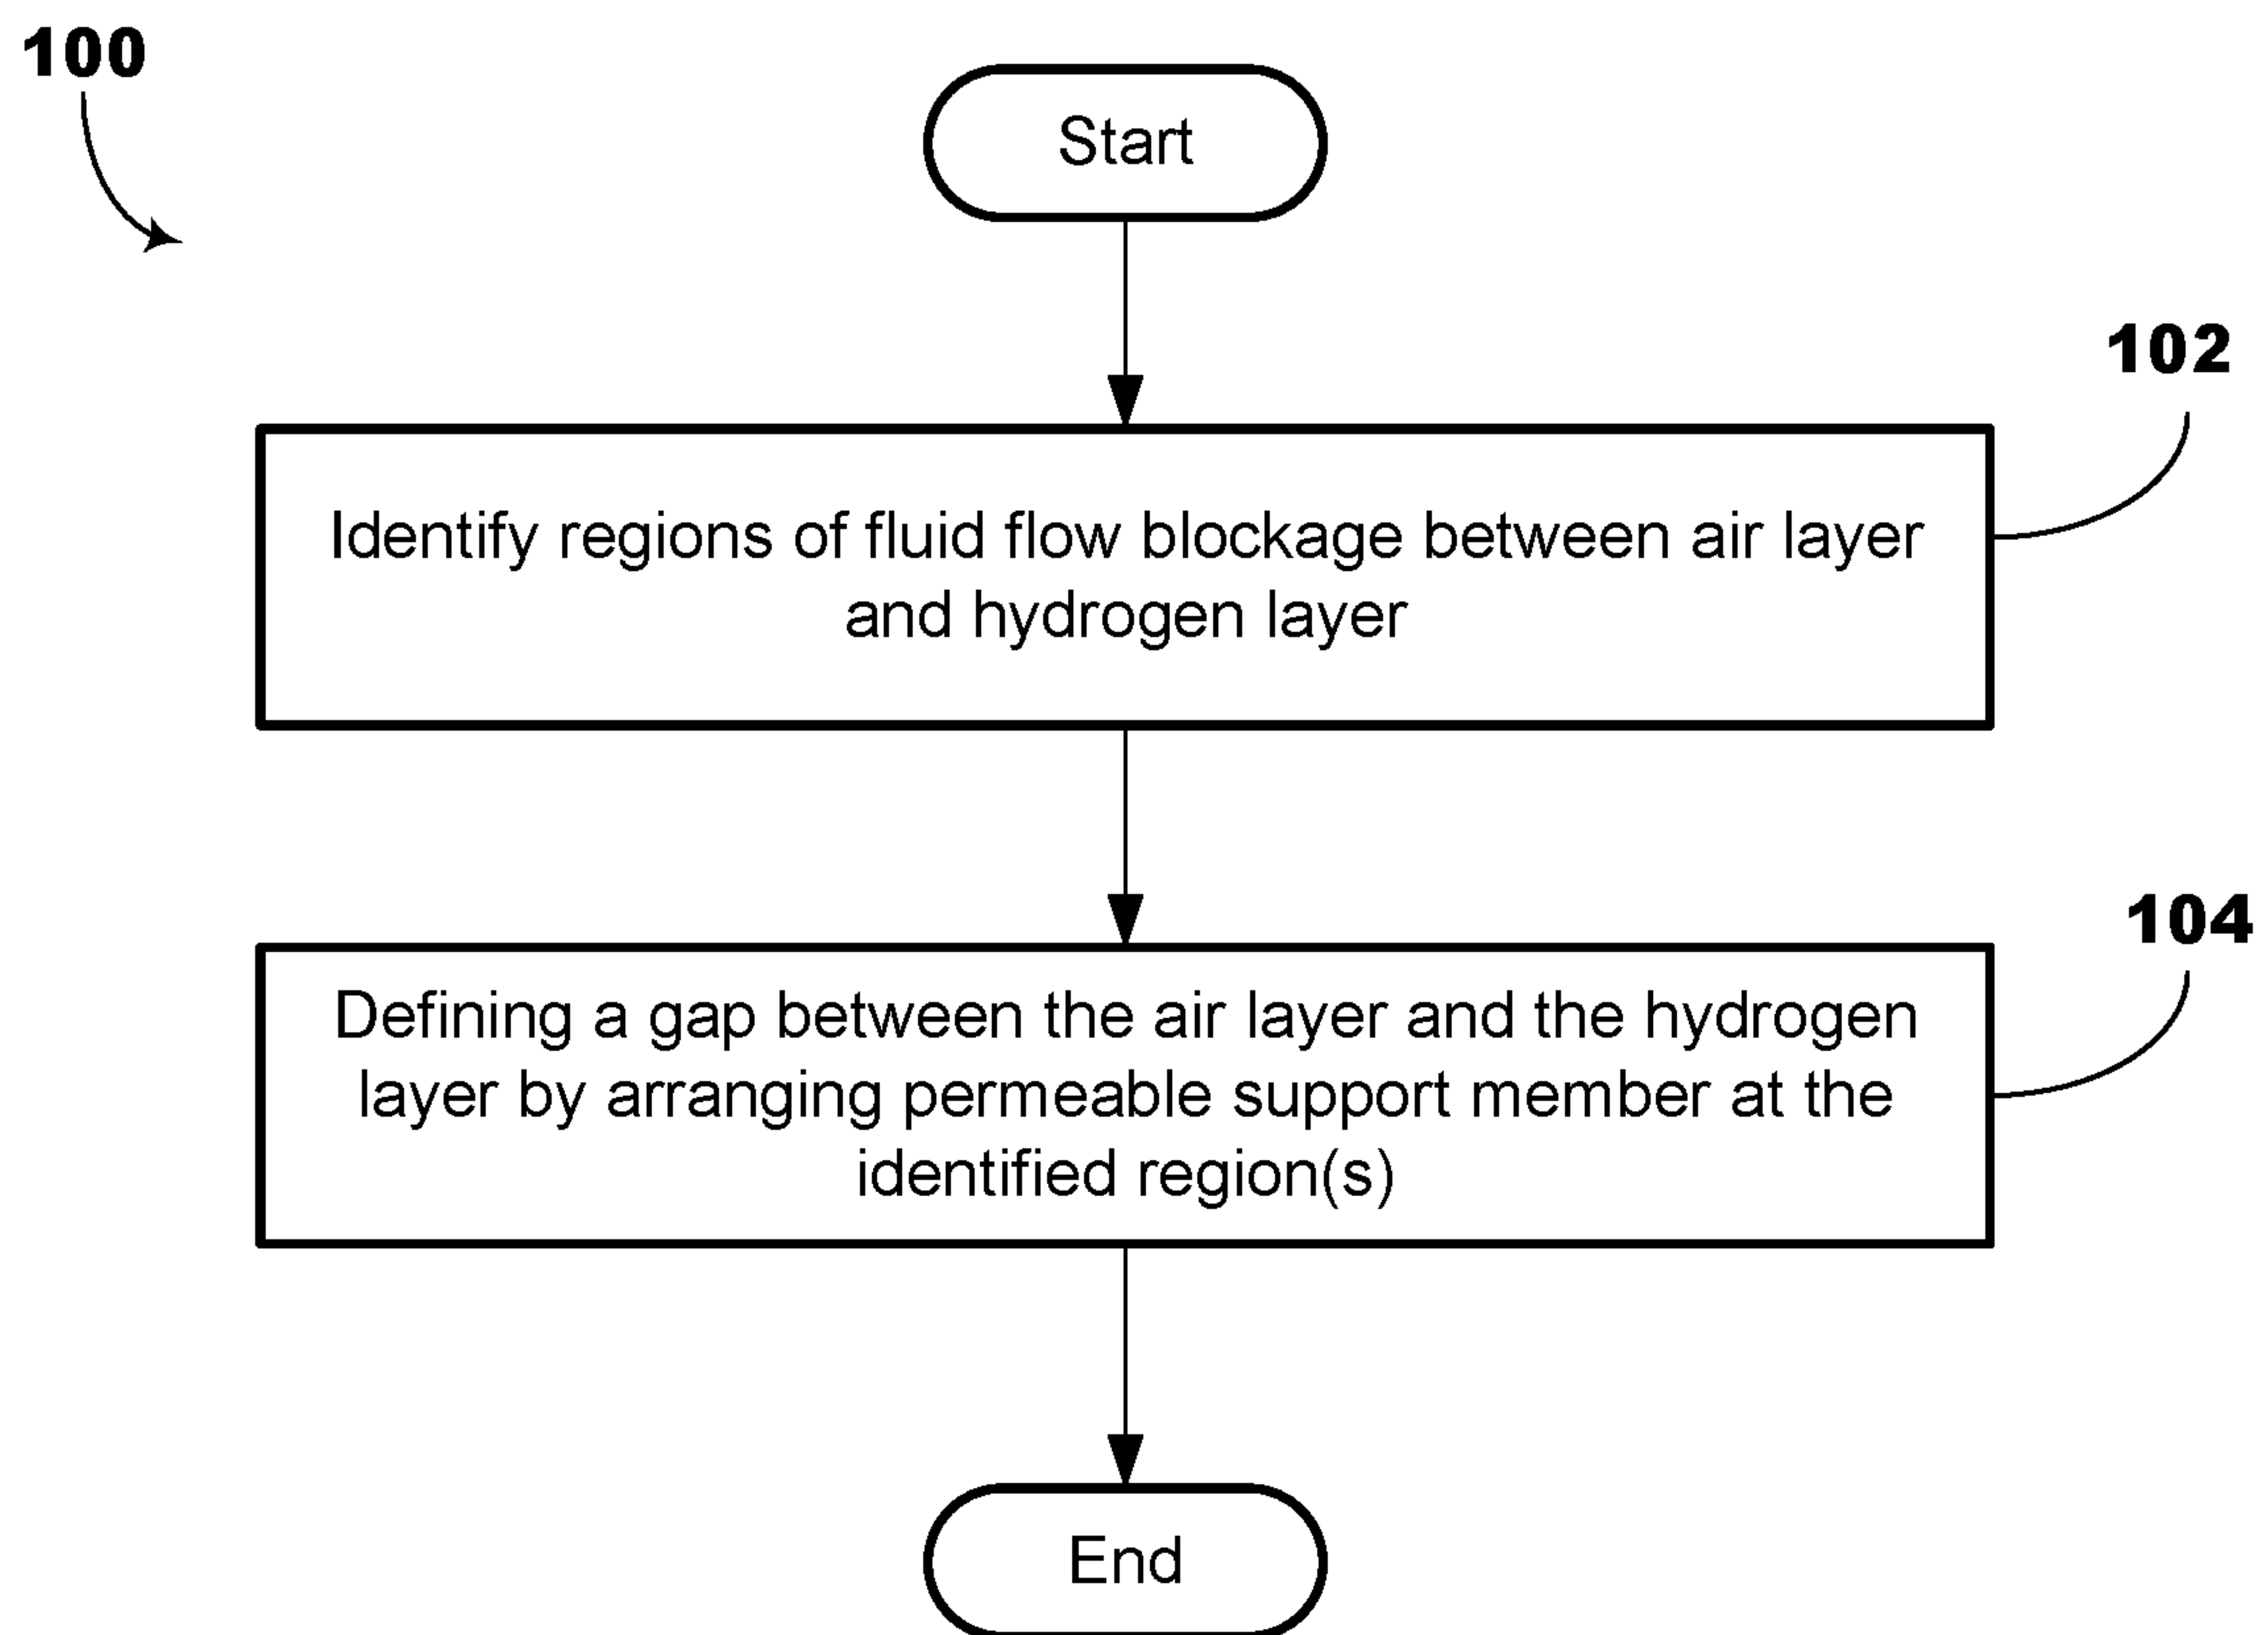 100
Start
102
Identify regions of fluid flow blockage between air layer
and hydrogen layer
104
Defining a gap between the air layer and the hydrogen
layer by arranging permeable support member at the
identified region(s)
End